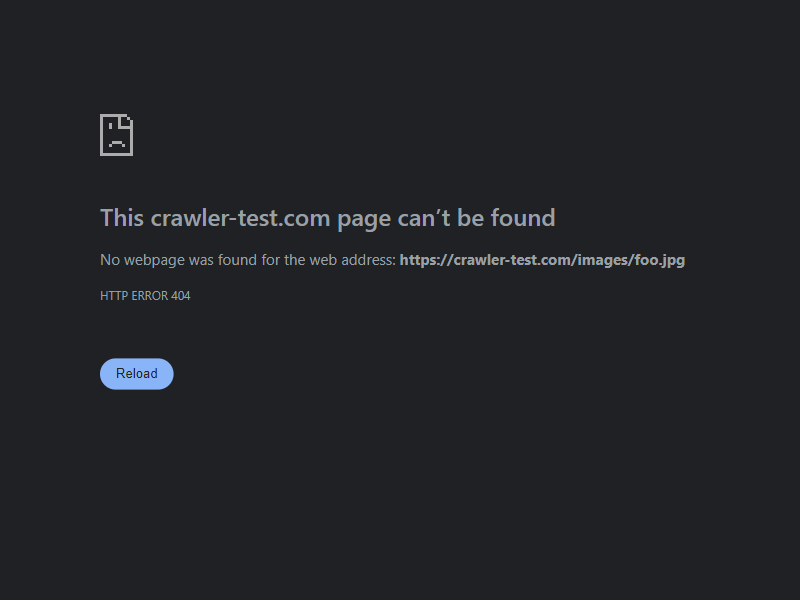 This crawler-test.com page can’t be found
No webpage was found for the web address: https://crawler-test.com/images/foo.jpg
HTTP ERROR 404
Reload